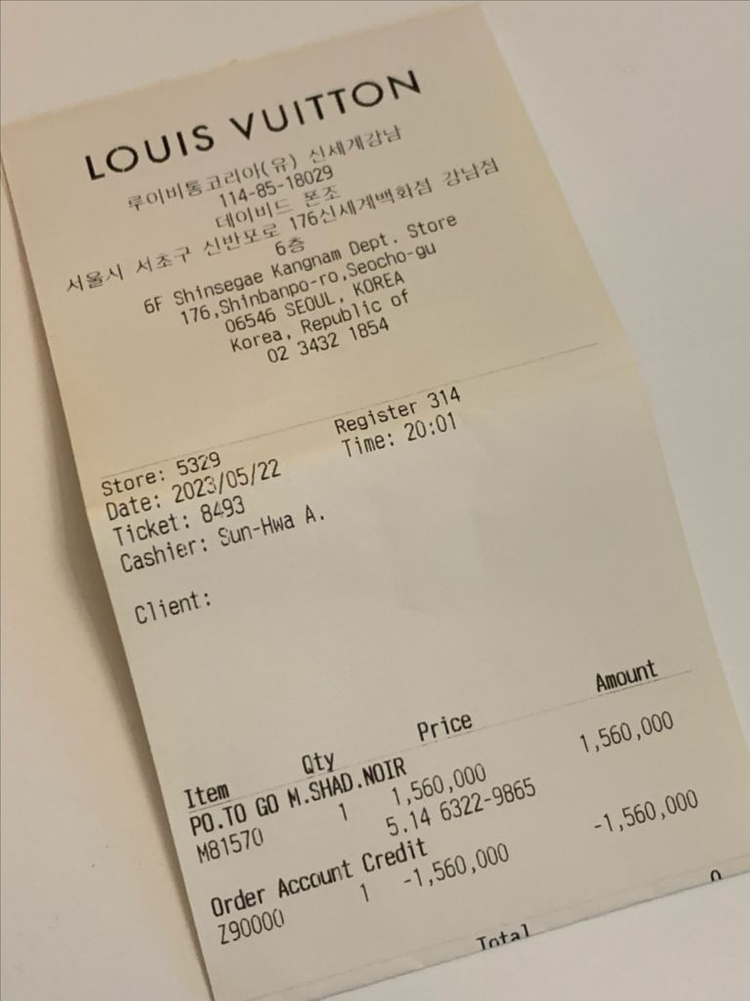 LOUIS VUITTON
루이비통코리아(유) 신세계강남
114-85-18029
데이비드 폰조
서울시 서초구 신반포로 176신세계백화점 강남점
6층
6F Shinsegae Kangnam Dept. Store
176,Shinbanpo-ro,Seocho-gu
06546 SEOUL, KOREA
Korea, Republic of
02 3432 1854
Store: 5329 Register 314
Date: 2023/05/22 Time: 20:01
Ticket: 8493
Cashier: Sun-Hwa A.
Client:
Item Qty Price Amount
PO.TO GO M.SHAD.NOIR
M81570 1 1,560,000 1,560,000
5.14 6322-9865
Order Account Credit
Z90000 1 -1,560,000 -1,560,000
Total 0